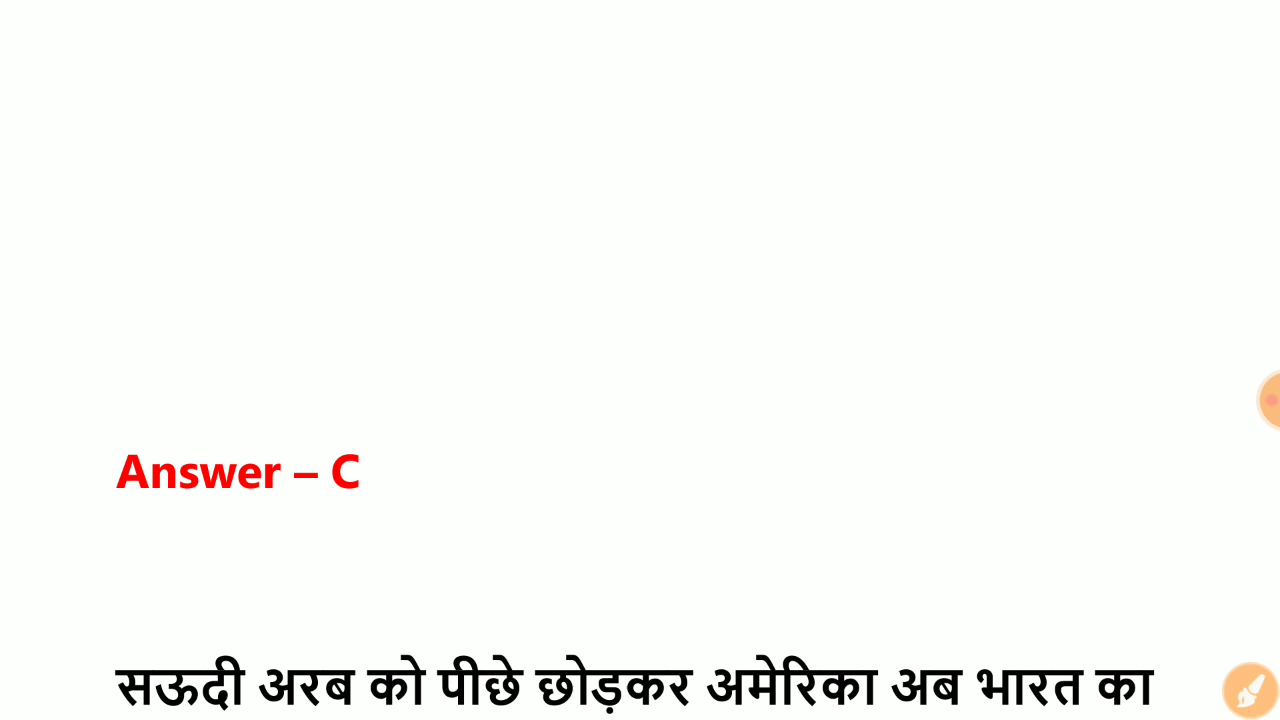 Answer – C
सऊदी अरब को पीछे छोड़कर अमेरिका अब भारत का